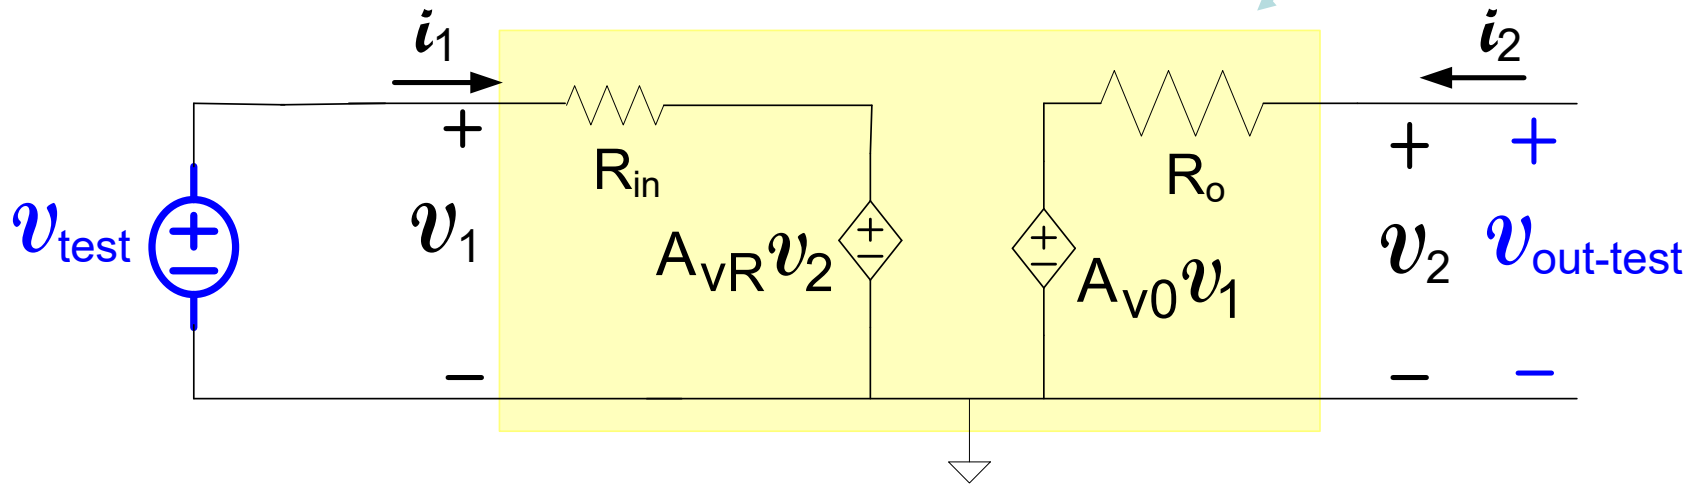 i1
i2
+
+
+
Rin
Ro
vtest
+
−
v1
AvRv2
+
−
+
−
Av0v1
v2
vout-test
−
−
−